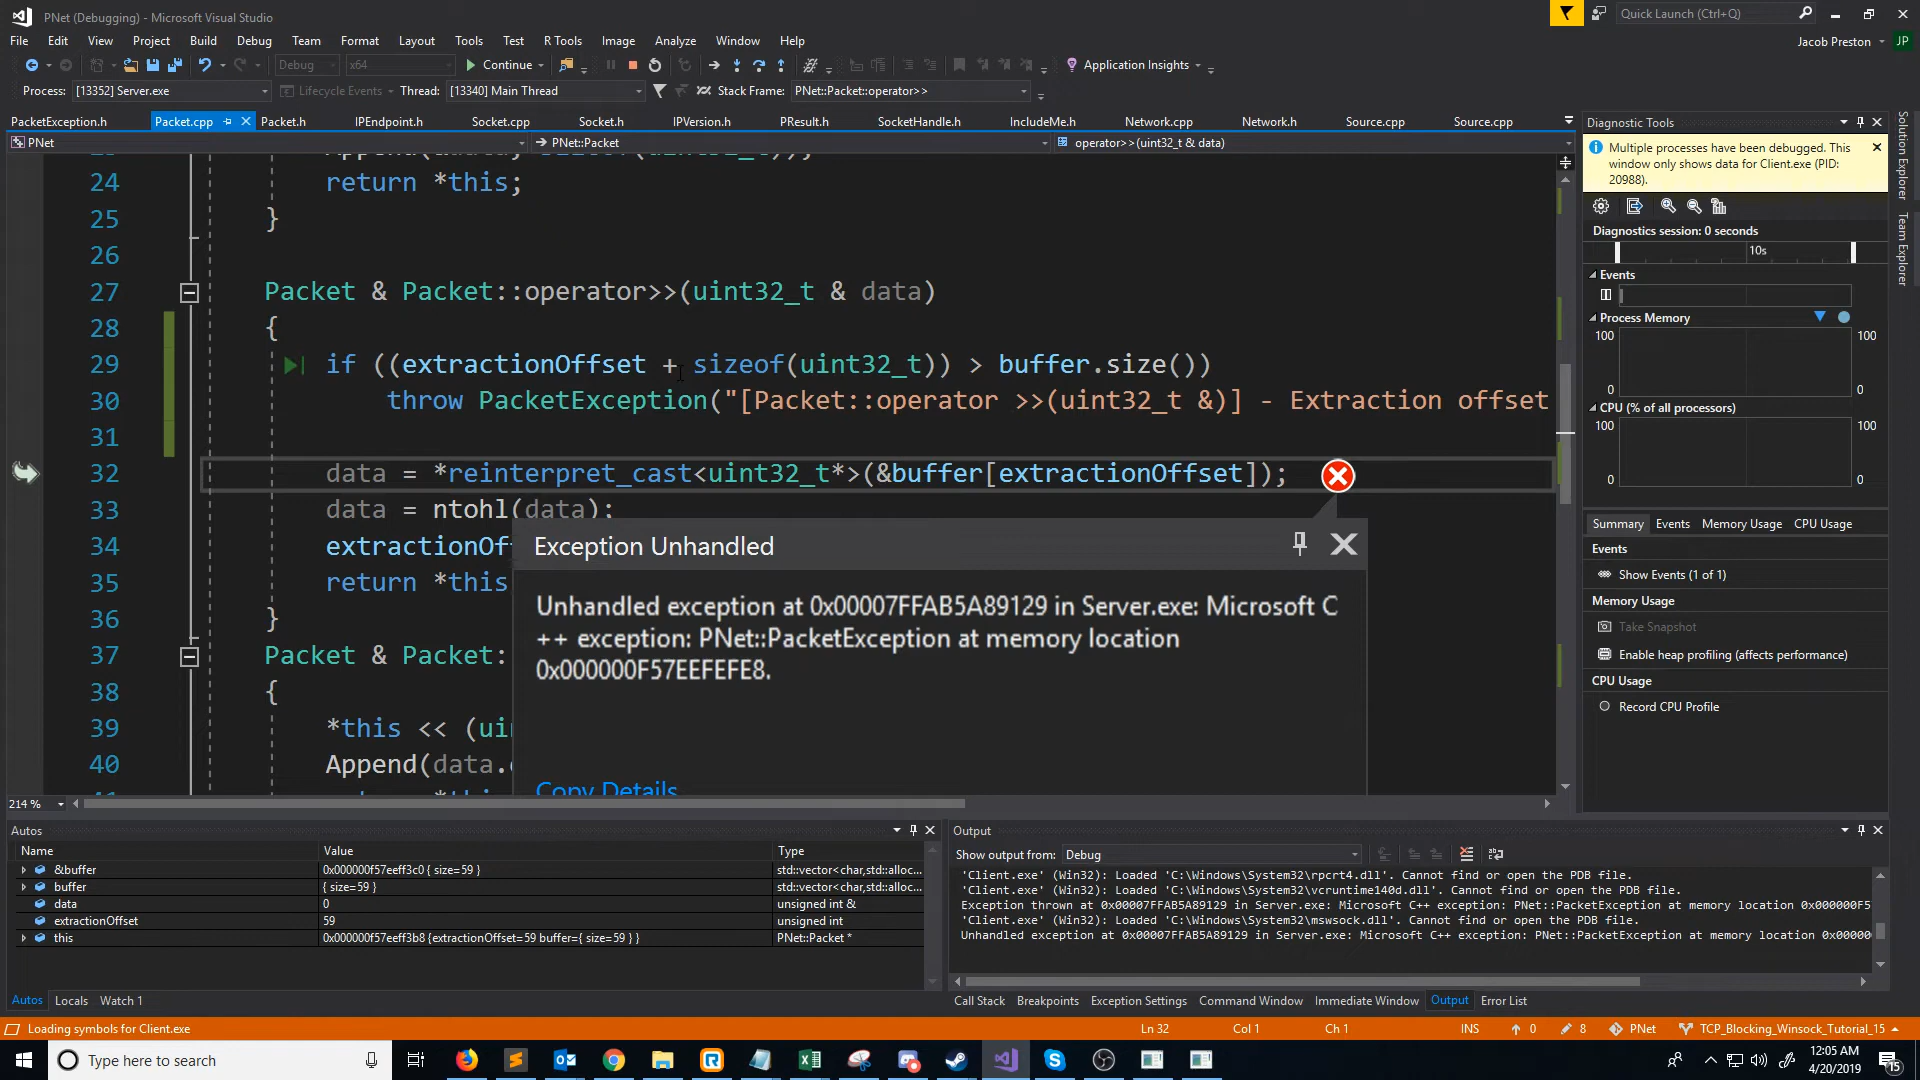 PNet (Debugging) - Microsoft Visual Studio
Quick Launch (Ctrl+Q)
File Edit View Project Build Debug Team Format Layout Tools Test R Tools Image Analyze Window Help
Jacob Preston JP
Debug x64 Continue Application Insights
Process: [13352] Server.exe Lifecycle Events Thread: [13340] Main Thread Stack Frame: PNet::Packet::operator>>
PacketException.h Packet.cpp Packet.h IPEndpoint.h Socket.cpp Socket.h IPVersion.h PResult.h SocketHandle.h IncludeMe.h Network.cpp Network.h Source.cpp Source.cpp
PNet PNet::Packet operator>>(uint32_t & data)
24 return *this;
25 }
26
27 Packet & Packet::operator>>(uint32_t & data)
28 {
29 if ((extractionOffset + sizeof(uint32_t)) > buffer.size())
30 throw PacketException("[Packet::operator >>(uint32_t &)] - Extraction offset
31
32 data = *reinterpret_cast<uint32_t*>(&buffer[extractionOffset]);
33 data = ntohl(data);
34 extractionOf
35 return *this
36 }
37 Packet & Packet:
38 {
39 *this << (ui
40 Append(data.
Exception Unhandled
Unhandled exception at 0x00007FFAB5A89129 in Server.exe: Microsoft C
++ exception: PNet::PacketException at memory location
0x000000F57EEFEFE8.
Copy Details
214 %
Diagnostic Tools
Multiple processes have been debugged. This
window only shows data for Client.exe (PID:
20988).
Diagnostics session: 0 seconds
10s
Events
Process Memory
100 100
0 0
CPU (% of all processors)
100 100
0 0
Summary Events Memory Usage CPU Usage
Events
Show Events (1 of 1)
Memory Usage
Take Snapshot
Enable heap profiling (affects performance)
CPU Usage
Record CPU Profile
Solution Explorer
Team Explorer
Autos
Name Value Type
&buffer 0x000000f57eeff3c0 { size=59 } std::vector<char,std::alloc...
buffer { size=59 } std::vector<char,std::alloc...
data 0 unsigned int &
extractionOffset 59 unsigned int
this 0x000000f57eeff3b8 {extractionOffset=59 buffer={ size=59 } } PNet::Packet *
Autos Locals Watch 1
Output
Show output from: Debug
'Client.exe' (Win32): Loaded 'C:\Windows\System32\rpcrt4.dll'. Cannot find or open the PDB file.
'Client.exe' (Win32): Loaded 'C:\Windows\System32\vcruntime140d.dll'. Cannot find or open the PDB file.
Exception thrown at 0x00007FFAB5A89129 in Server.exe: Microsoft C++ exception: PNet::PacketException at memory location 0x000000F5
'Client.exe' (Win32): Loaded 'C:\Windows\System32\mswsock.dll'. Cannot find or open the PDB file.
Unhandled exception at 0x00007FFAB5A89129 in Server.exe: Microsoft C++ exception: PNet::PacketException at memory location 0x00000
Call Stack Breakpoints Exception Settings Command Window Immediate Window Output Error List
Loading symbols for Client.exe Ln 32 Col 1 Ch 1 INS 0 8 PNet TCP_Blocking_Winsock_Tutorial_15
Type here to search
12:05 AM
4/20/2019
15